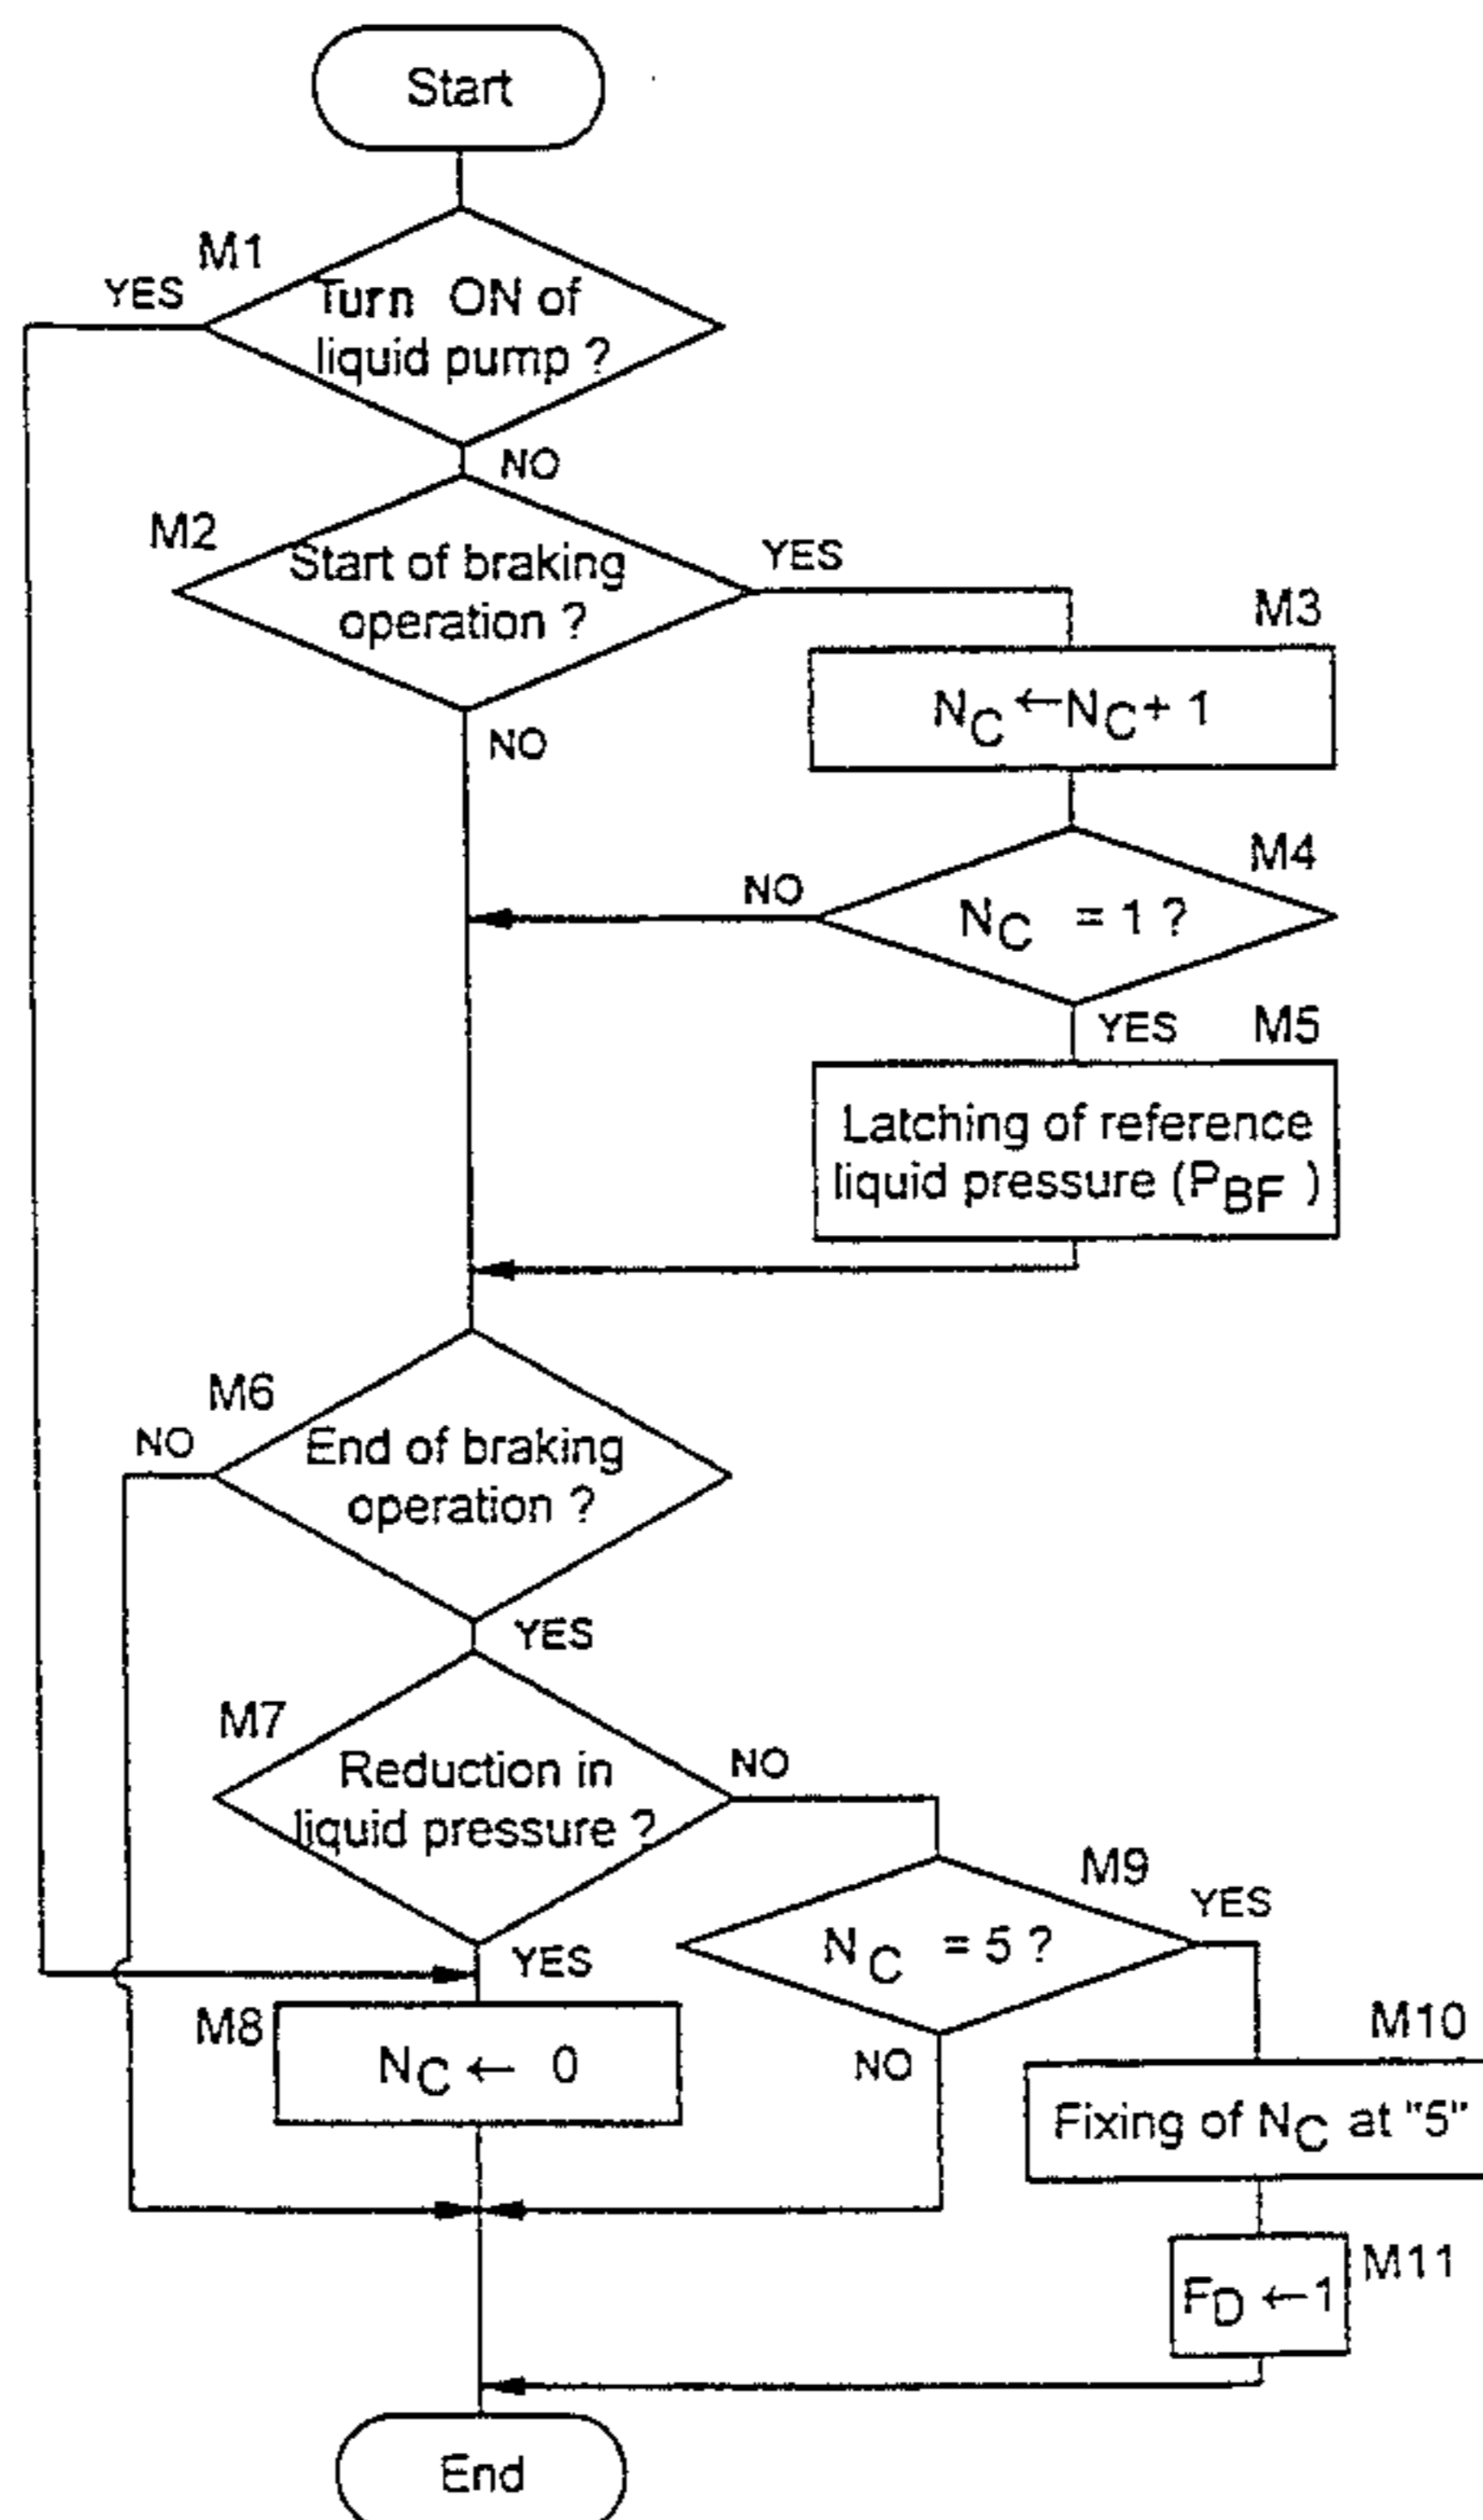 Start
M1
YES
Turn ON of
liquid pump ?
NO
M2
Start of braking
operation ?
YES
M3
NC ← NC + 1
NO
M4
NC = 1 ?
NO
YES
M5
Latching of reference
liquid pressure (PBF )
M6
NO
End of braking
operation ?
YES
M7
Reduction in
liquid pressure ?
NO
M9
YES
NC = 5 ?
YES
M8
NC ← 0
NO
M10
Fixing of NC at "5"
M11
FD ← 1
End